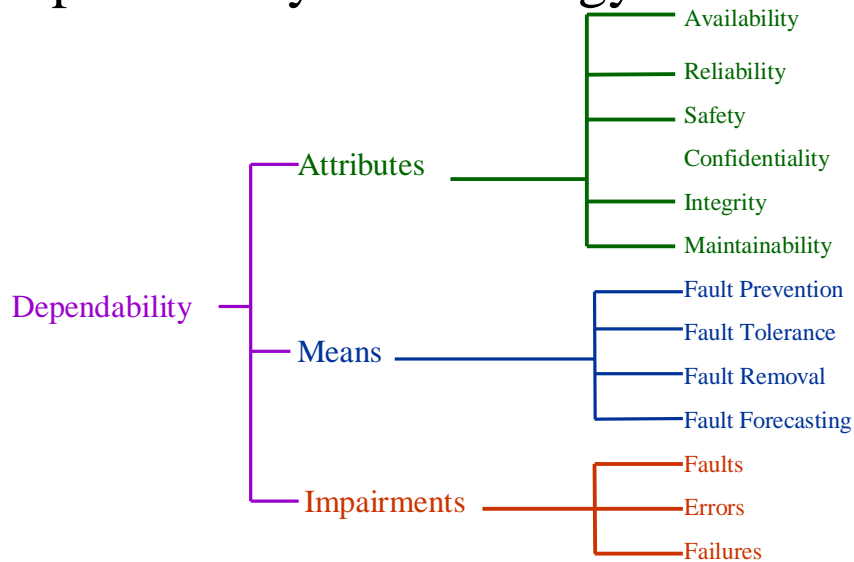 Availability
Reliability
Safety
Confidentiality
Integrity
Maintainability
Attributes
Dependability
Means
Fault Prevention
Fault Tolerance
Fault Removal
Fault Forecasting
Impairments
Faults
Errors
Failures